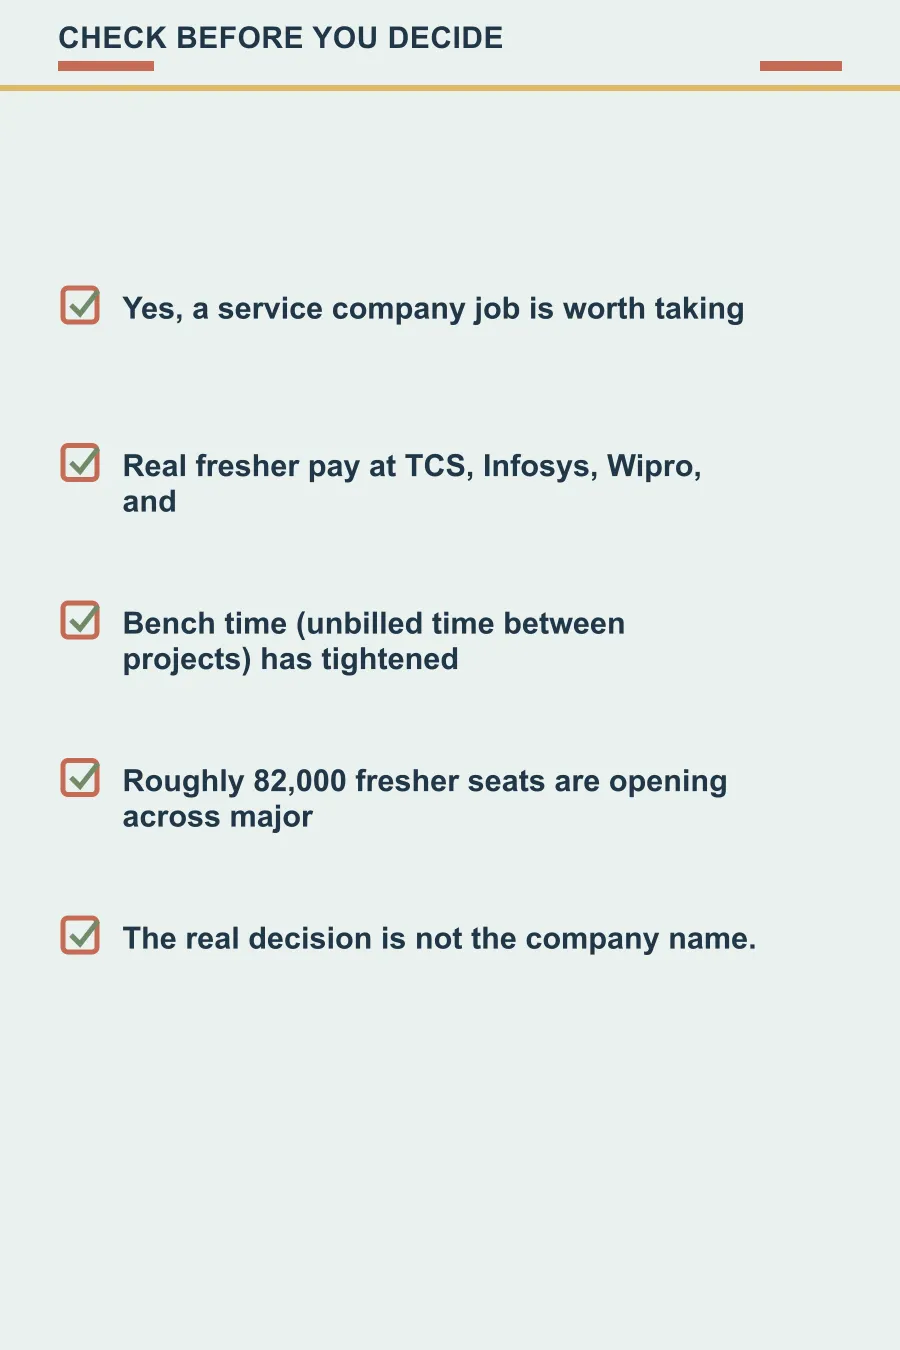 CHECK BEFORE YOU DECIDE
Yes, a service company job is worth taking
Real fresher pay at TCS, Infosys, Wipro,
and
Bench time (unbilled time between
projects) has tightened
Roughly 82,000 fresher seats are opening
across major
The real decision is not the company name.